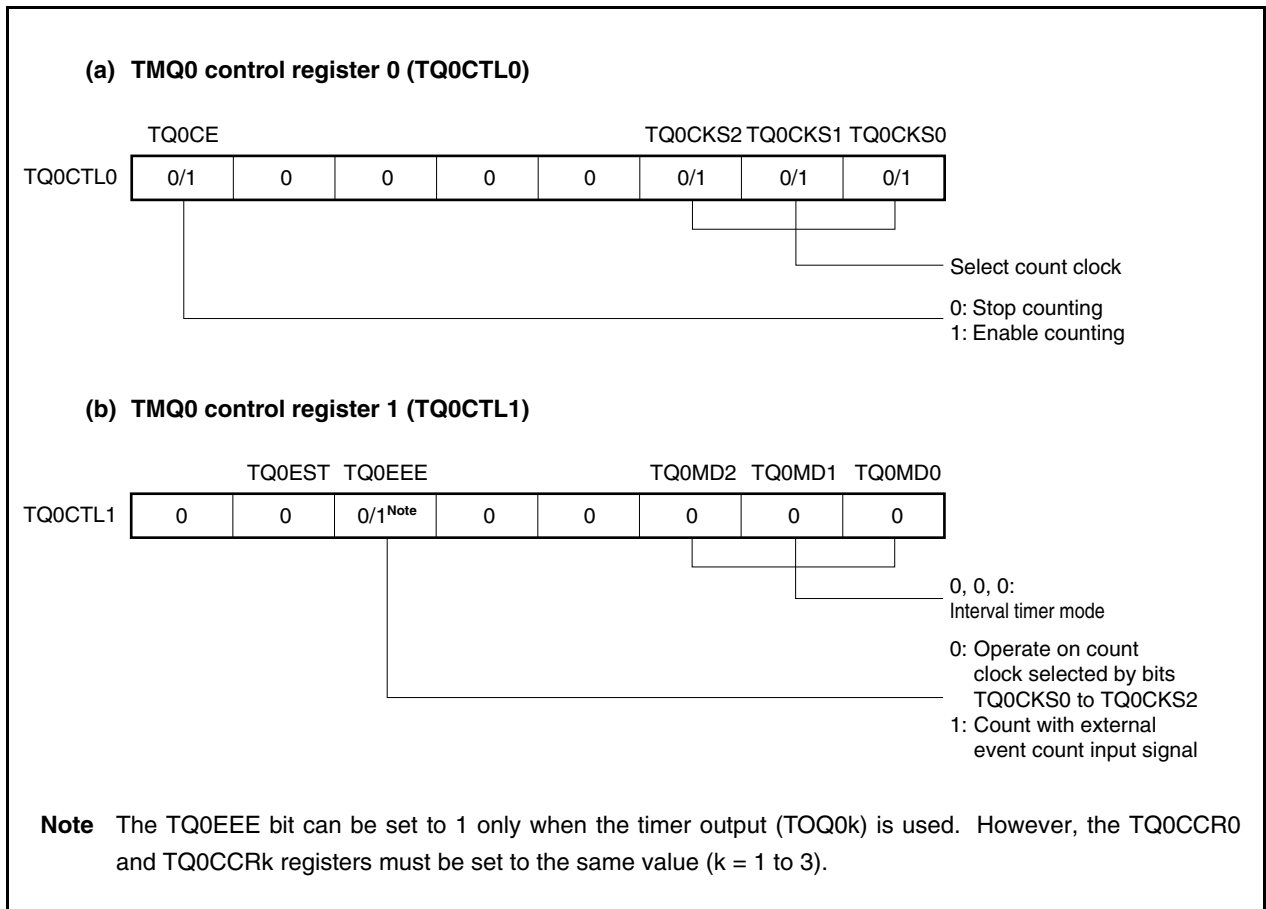 (a) TMQ0 control register 0 (TQ0CTL0)
TQ0CE TQ0CKS2 TQ0CKS1 TQ0CKS0
TQ0CTL0 0/1 0 0 0 0 0/1 0/1 0/1
Select count clock
0: Stop counting
1: Enable counting
(b) TMQ0 control register 1 (TQ0CTL1)
TQ0EST TQ0EEE TQ0MD2 TQ0MD1 TQ0MD0
TQ0CTL1 0 0 0/1Note 0 0 0 0 0
0, 0, 0:
Interval timer mode
0: Operate on count
clock selected by bits
TQ0CKS0 to TQ0CKS2
1: Count with external
event count input signal
Note The TQ0EEE bit can be set to 1 only when the timer output (TOQ0k) is used. However, the TQ0CCR0
and TQ0CCRk registers must be set to the same value (k = 1 to 3).